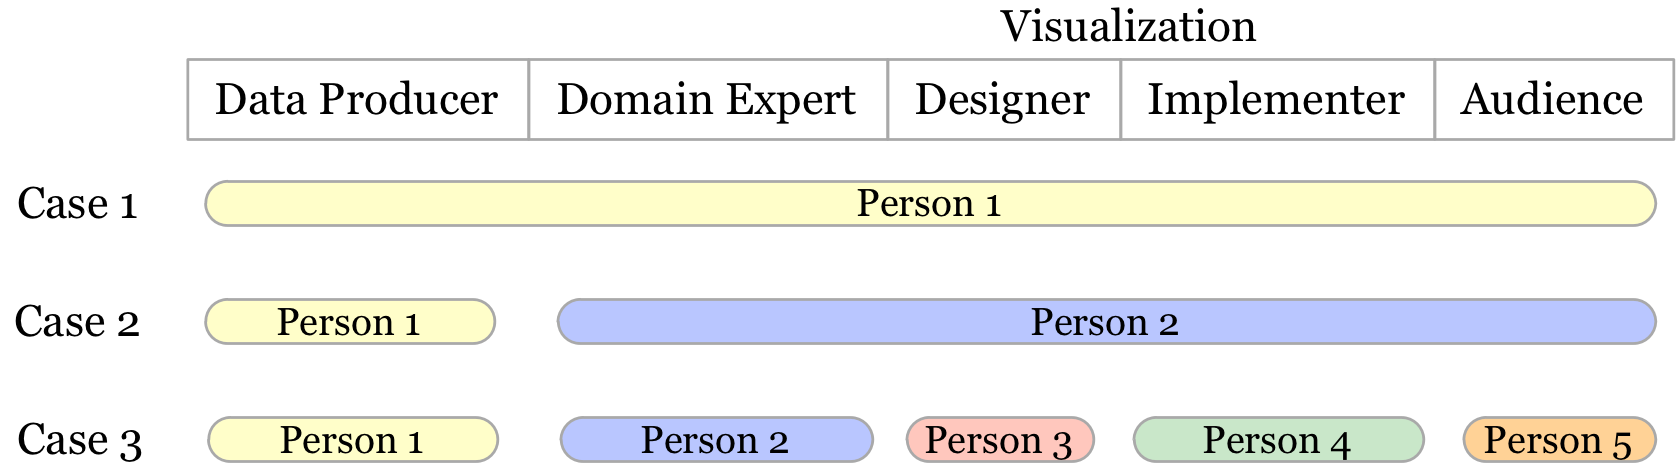 Visualization
Data Producer Domain Expert Designer Implementer Audience
Case 1 Person 1
Case 2 Person 1 Person 2
Case 3 Person 1 Person 2 Person 3 Person 4 Person 5